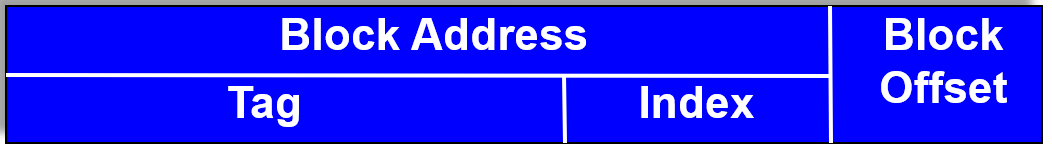 Block Address
Block
Offset
Tag
Index